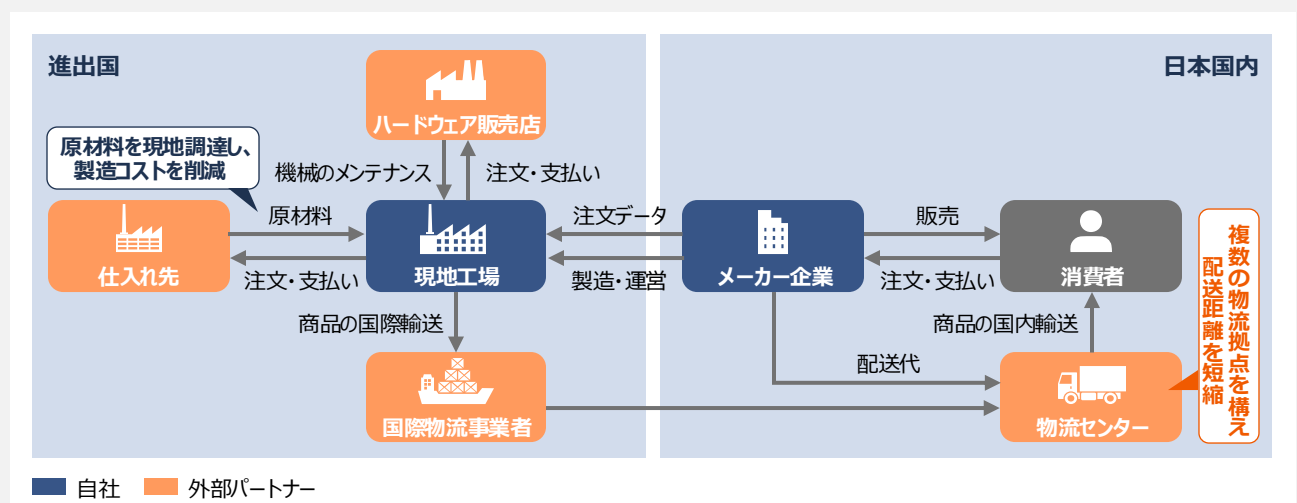 進出国
日本国内
ハードウェア販売店
原材料を現地調達し、
製造コストを削減
機械のメンテナンス
注文・支払い
原材料
注文データ
販売
仕入れ先
現地工場
メーカー企業
消費者
複数の物流拠点を構え
配送距離を短縮
注文・支払い
製造・運営
注文・支払い
商品の国際輸送
商品の国内輸送
配送代
国際物流事業者
物流センター
自社
外部パートナー